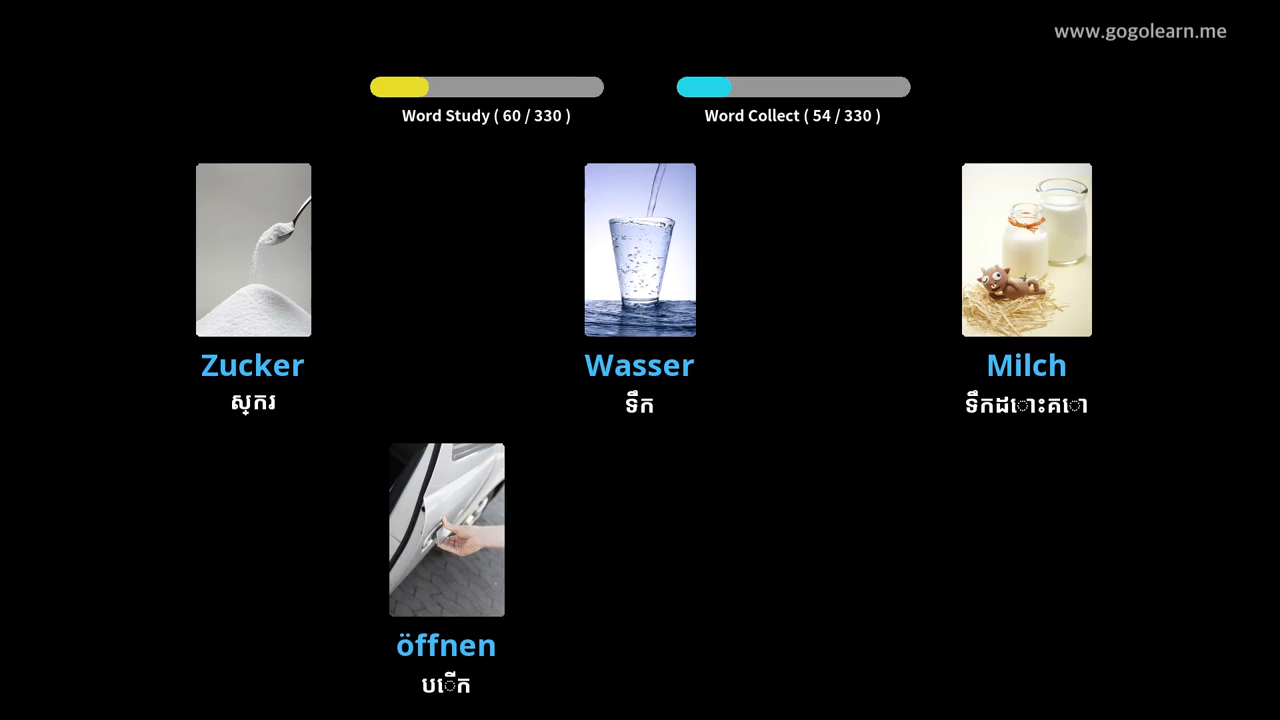 www.gogolearn.me
Word Study ( 60 / 330 )
Word Collect ( 54 / 330 )
Zucker
Wasser
Milch
ស្ករ
ទឹក
ទឹកដោះគោ
öffnen
បើក